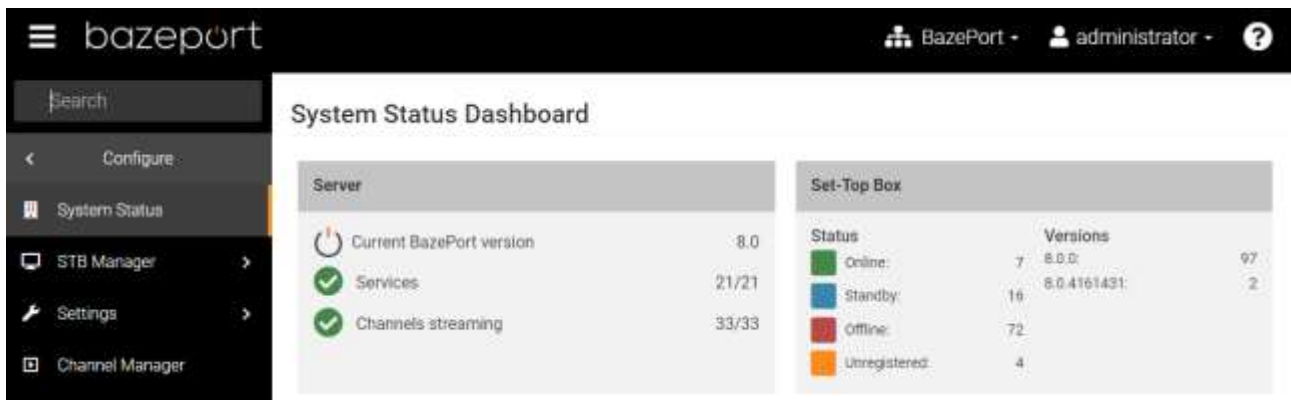 bazeport
BazePort
administrator
?
Search
Configure
System Status
STB Manager
Settings
Channel Manager
System Status Dashboard
Server
Current BazePort version 8.0
Services 21/21
Channels streaming 33/33
Set-Top Box
Status
Online: 7
Standby: 16
Offline: 72
Unregistered: 4
Versions
8.0.0: 97
8.0.4161431: 2